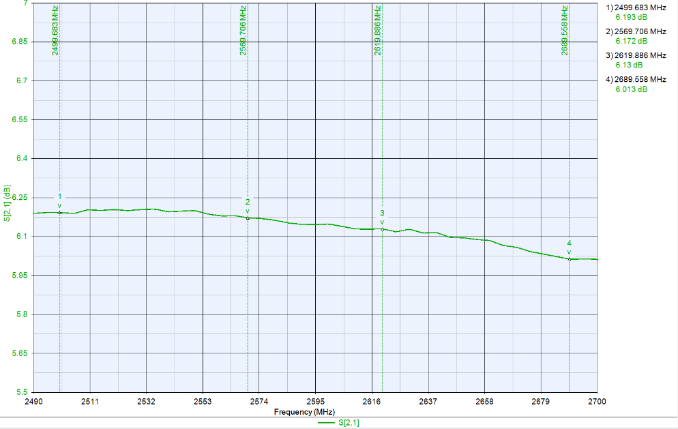 7
6.85
6.7
6.55
6.4
6.25
6.1
5.95
5.8
5.65
5.5
S[2,1] (dB)
2499.683 MHz
2569.706 MHz
2619.886 MHz
2689.558 MHz
1
v
2
v
3
v
4
v
2490
2511
2532
2553
2574
2595
2616
2637
2658
2679
2700
Frequency (MHz)
S[2,1]
1) 2499.683 MHz
6.193 dB
2) 2569.706 MHz
6.172 dB
3) 2619.886 MHz
6.13 dB
4) 2689.558 MHz
6.013 dB